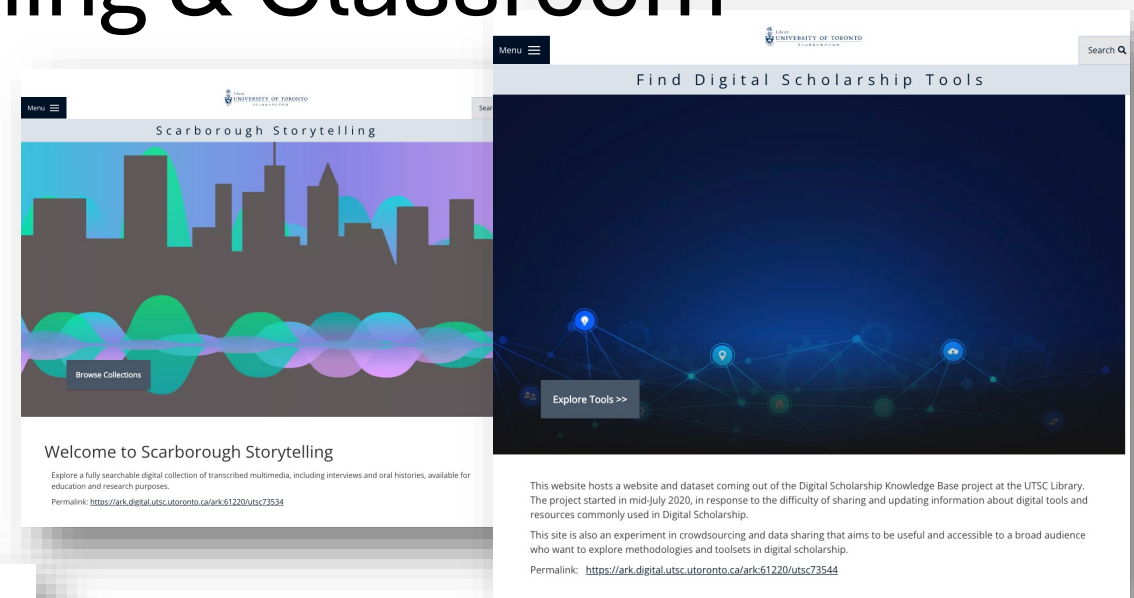 ing & Classroom
Menu
Library
UNIVERSITY OF TORONTO
SCARBOROUGH
Sear
Scarborough Storytelling
Browse Collections
Welcome to Scarborough Storytelling
Explore a fully searchable digital collection of transcribed multimedia, including interviews and oral histories, available for
education and research purposes.
Permalink: https://ark.digital.utsc.utoronto.ca/ark:61220/utsc73534
Menu
Library
UNIVERSITY OF TORONTO
SCARBOROUGH
Search
Find Digital Scholarship Tools
Explore Tools >>
This website hosts a website and dataset coming out of the Digital Scholarship Knowledge Base project at the UTSC Library.
The project started in mid-July 2020, in response to the difficulty of sharing and updating information about digital tools and
resources commonly used in Digital Scholarship.
This site is also an experiment in crowdsourcing and data sharing that aims to be useful and accessible to a broad audience
who want to explore methodologies and toolsets in digital scholarship.
Permalink: https://ark.digital.utsc.utoronto.ca/ark:61220/utsc73544